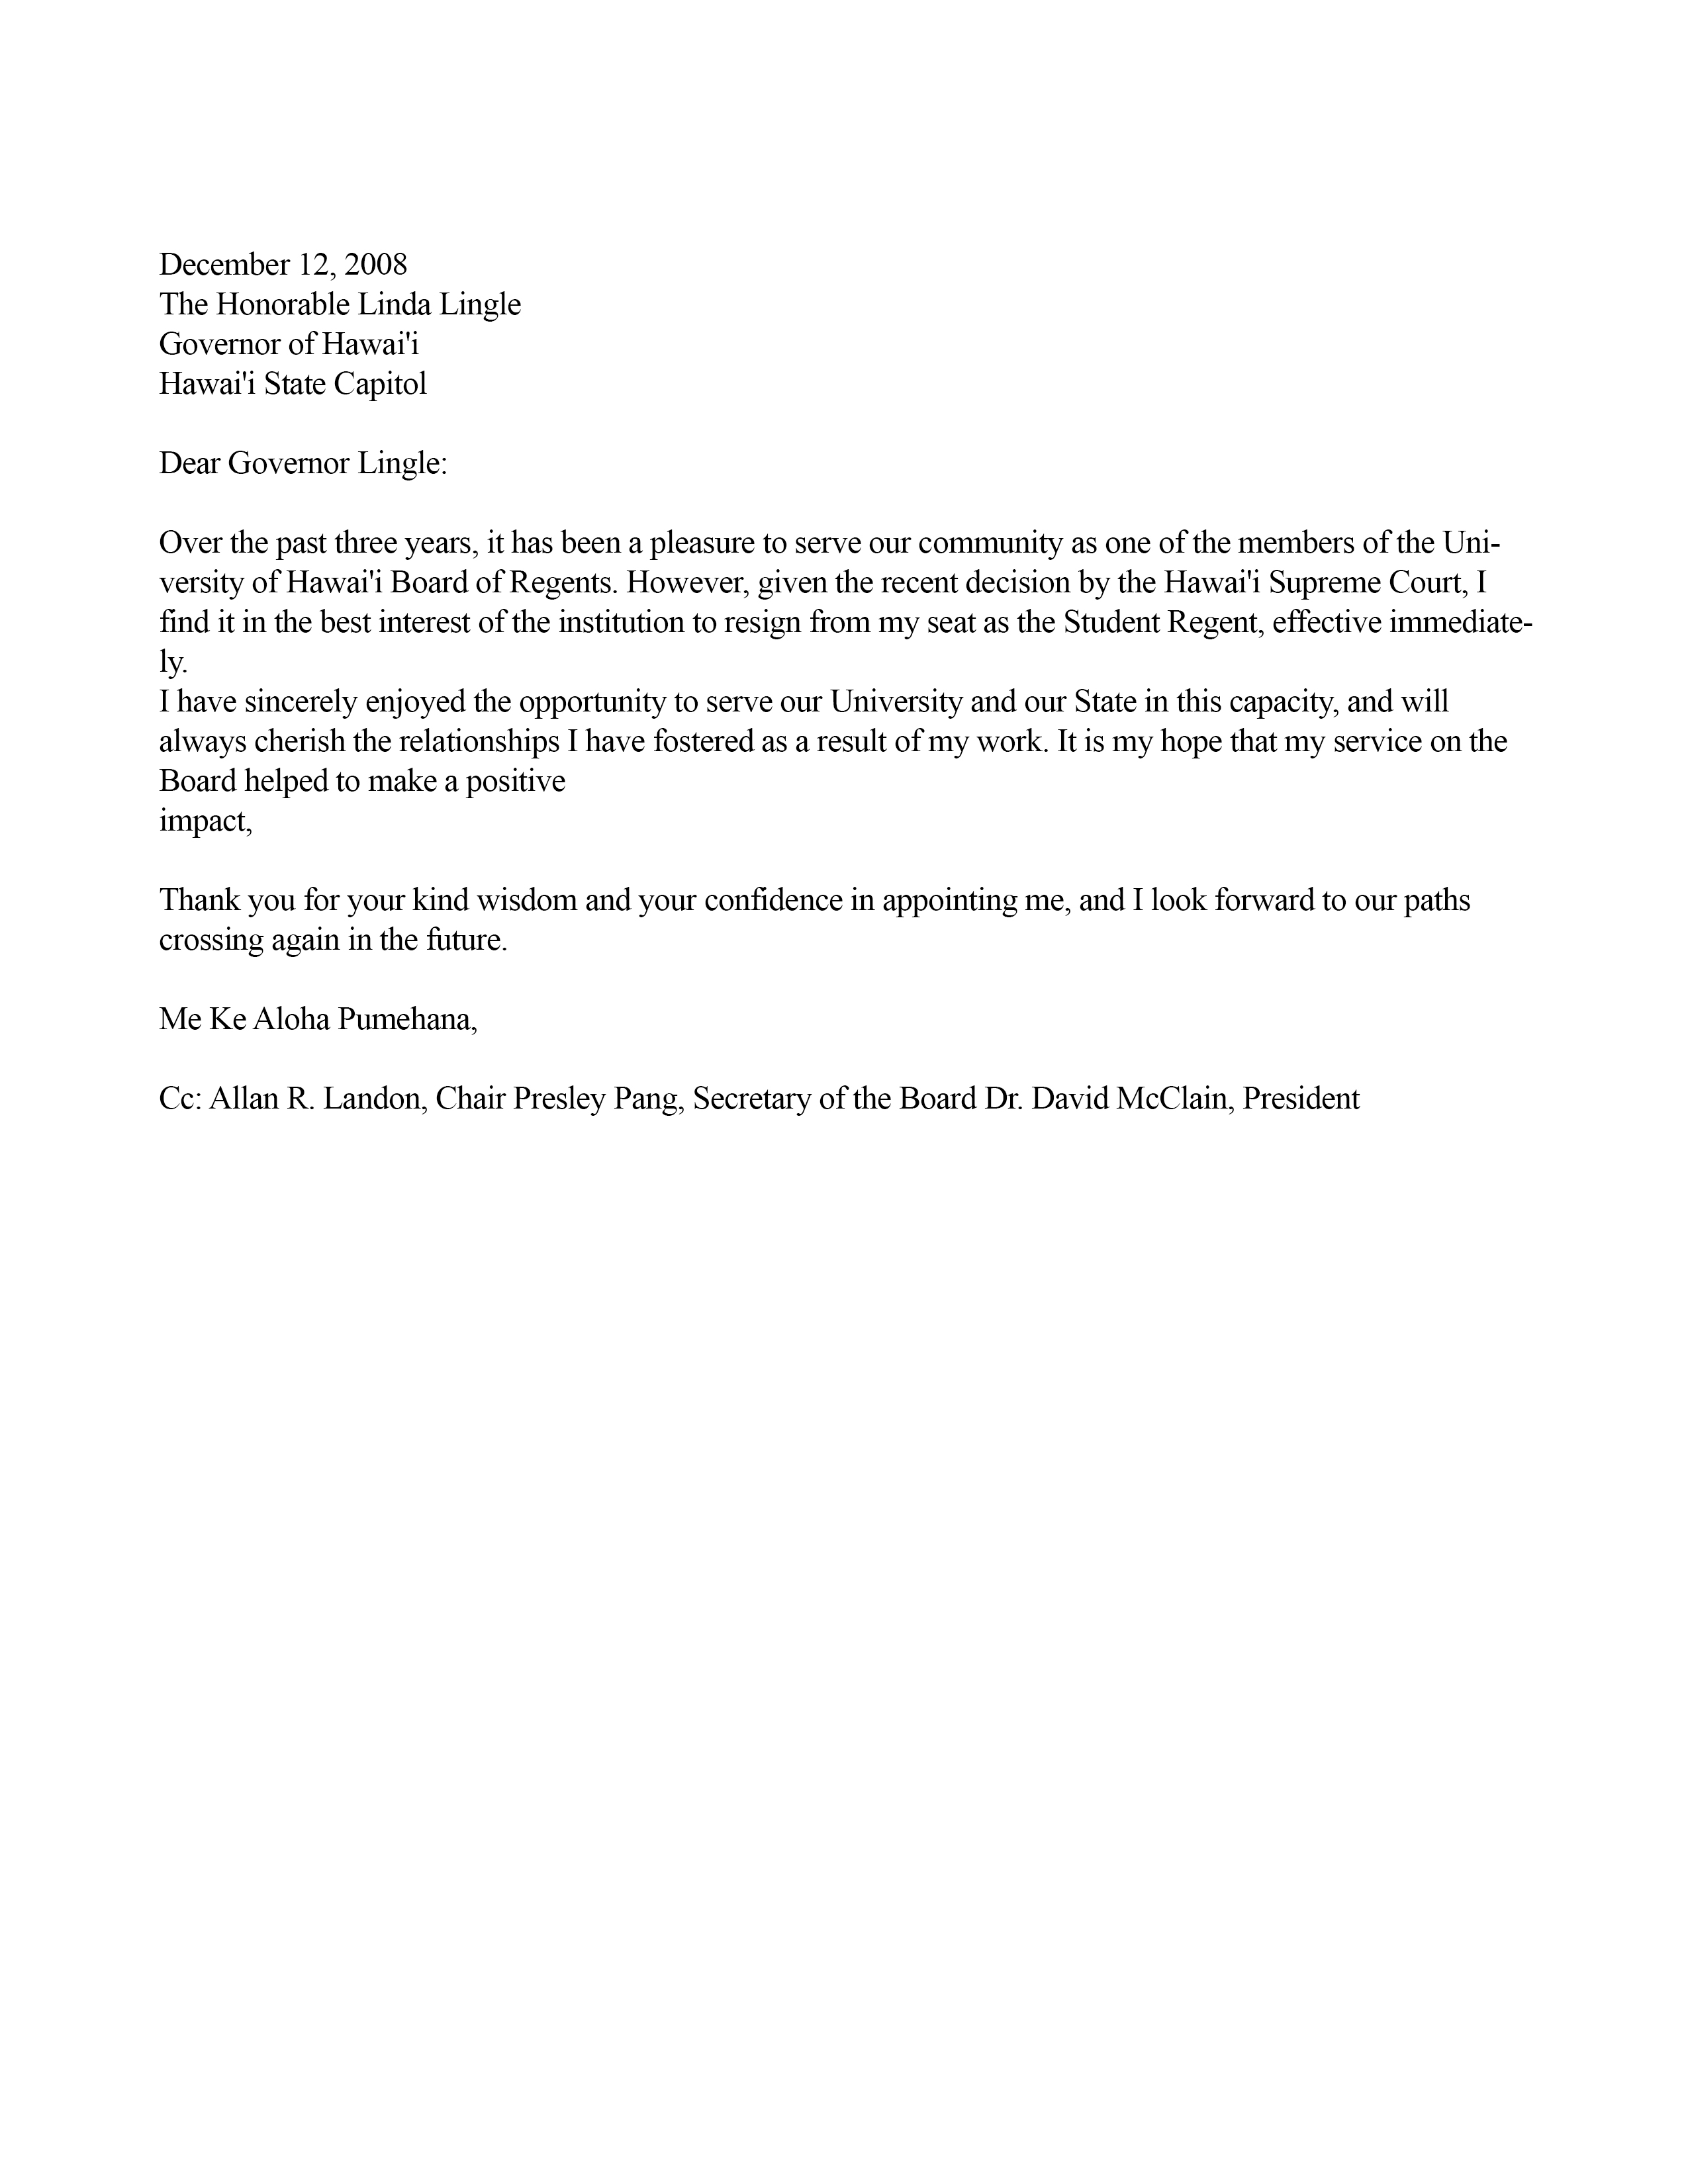 December 12, 2008
The Honorable Linda Lingle
Governor of Hawai'i
Hawai'i State Capitol
Dear Governor Lingle:
Over the past three years, it has been a pleasure to serve our community as one of the members of the Uni-
versity of Hawai'i Board of Regents. However, given the recent decision by the Hawai'i Supreme Court, I
find it in the best interest of the institution to resign from my seat as the Student Regent, effective immediate-
ly.
I have sincerely enjoyed the opportunity to serve our University and our State in this capacity, and will
always cherish the relationships I have fostered as a result of my work. It is my hope that my service on the
Board helped to make a positive
impact,
Thank you for your kind wisdom and your confidence in appointing me, and I look forward to our paths
crossing again in the future.
Me Ke Aloha Pumehana,
Cc: Allan R. Landon, Chair Presley Pang, Secretary of the Board Dr. David McClain, President